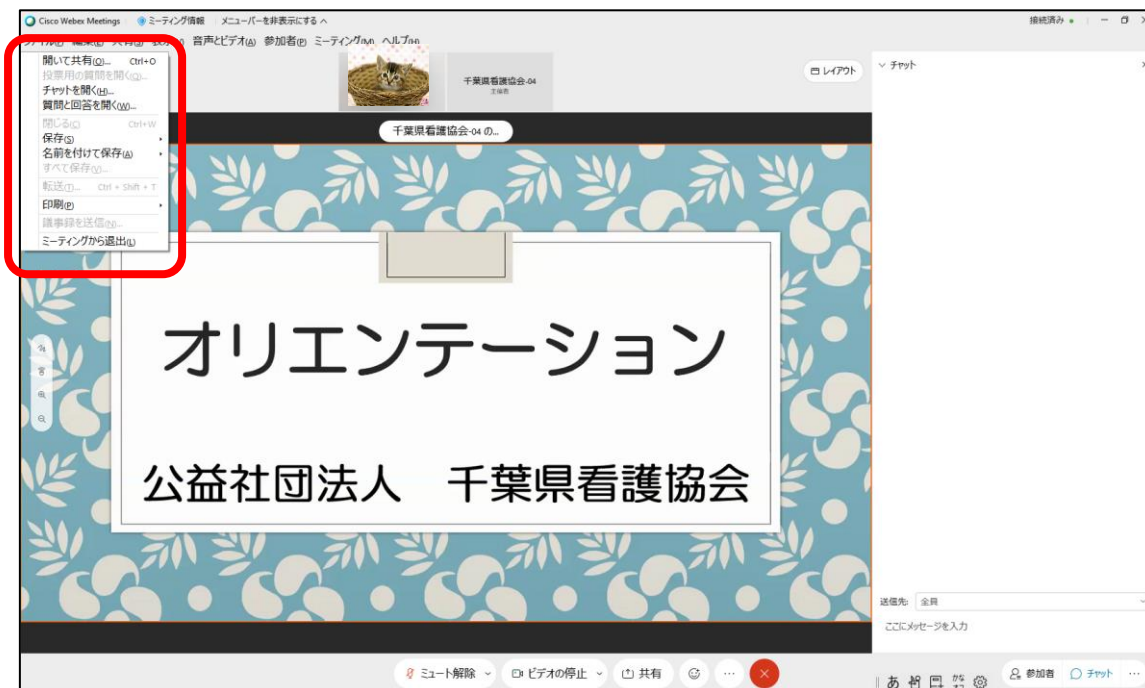 Cisco Webex Meetings ミーティング情報 メニューバーを非表示にする へ 接続済み
音声とビデオ(A) 参加者(P) ミーティング(M) ヘルプ(H)
開いて共有(O)... Ctrl+O
投票用の質問を開く(Q)...
チャットを開く(H)...
質問と回答を開く(W)...
閉じる(C) Ctrl+W
保存(S)
名前を付けて保存(A)
すべて保存(V)...
転送(T)... Ctrl + Shift + T
印刷(P)
議事録を送信(N)...
ミーティングから退出(L)
千葉県看護協会-04
主催者
レイアウト
チャット
千葉県看護協会-04 の...
オリエンテーション
公益社団法人 千葉県看護協会
送信先: 全員
ここにメッセージを入力
ミュート解除 ビデオの停止 共有
あ
参加者 チャット